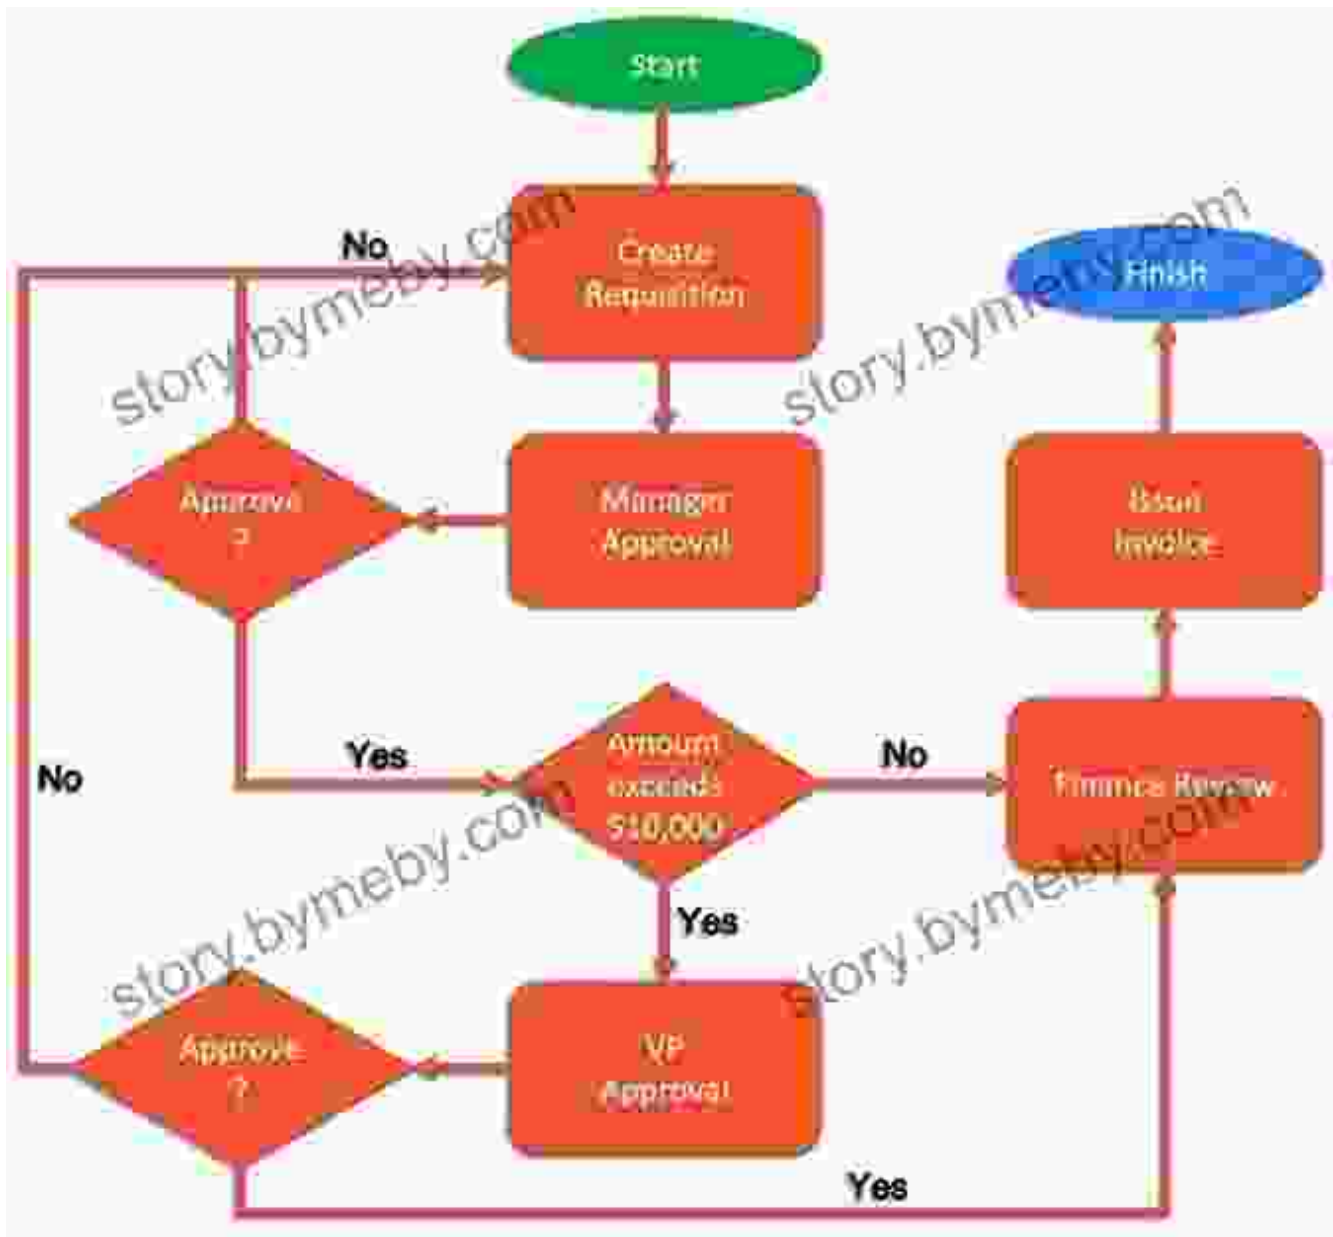 Start
No
Create
Requisition
Finish
Approve
?
Manager
Approval
Issue
Invoice
Yes
Amount
exceeds
$10,000
No
Finance Review
No
Yes
Approve
?
VP
Approval
Yes
story.bymeby.com
story.bymeby.com
story.bymeby.com
story.bymeby.com